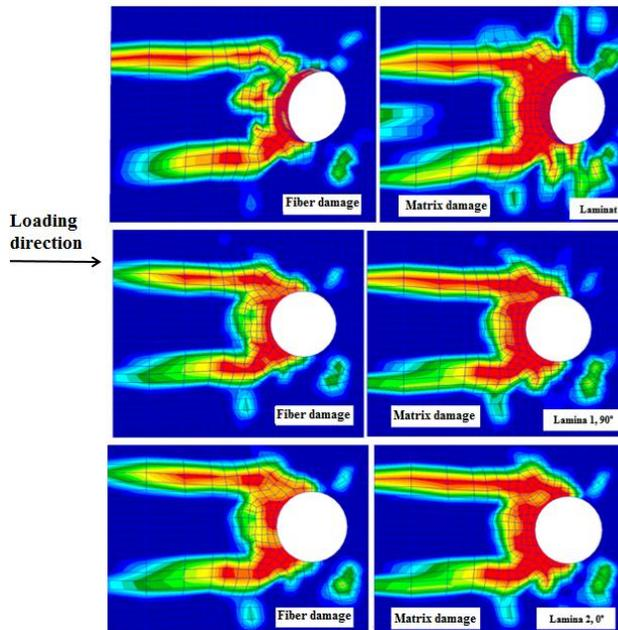 Fiber damage
Matrix damage
Laminat
Loading
direction
Fiber damage
Matrix damage
Lamina 1, 90°
Fiber damage
Matrix damage
Lamina 2, 0°